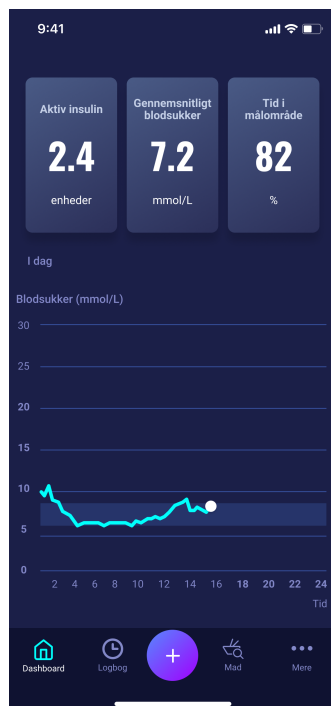 9:41
Aktiv insulin
2.4
enheder
Gennemsnitligt
blodsukker
7.2
mmol/L
Tid i
målområde
82
%
I dag
Blodsukker (mmol/L)
30
25
20
15
10
5
0
2 4 6 8 10 12 14 16 18 20 22 24
Tid
Dashboard
Logbog
+
Mad
Mere